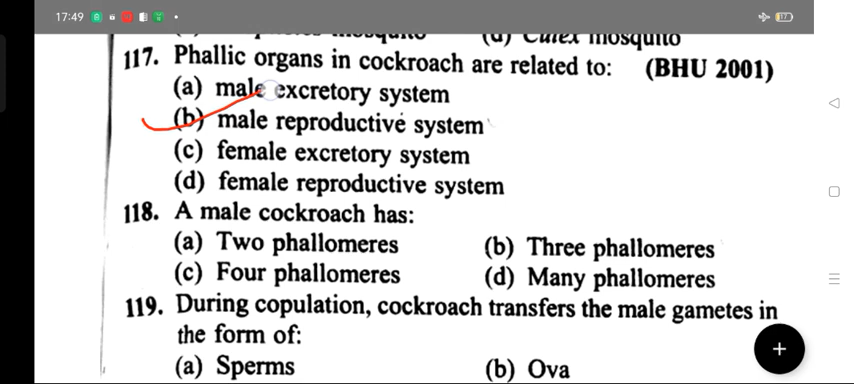 17:49
37
(d) Culex mosquito
117. Phallic organs in cockroach are related to: (BHU 2001)
(a) male excretory system
(b) male reproductive system
(c) female excretory system
(d) female reproductive system
118. A male cockroach has:
(a) Two phallomeres (b) Three phallomeres
(c) Four phallomeres (d) Many phallomeres
119. During copulation, cockroach transfers the male gametes in
the form of:
(a) Sperms (b) Ova
+